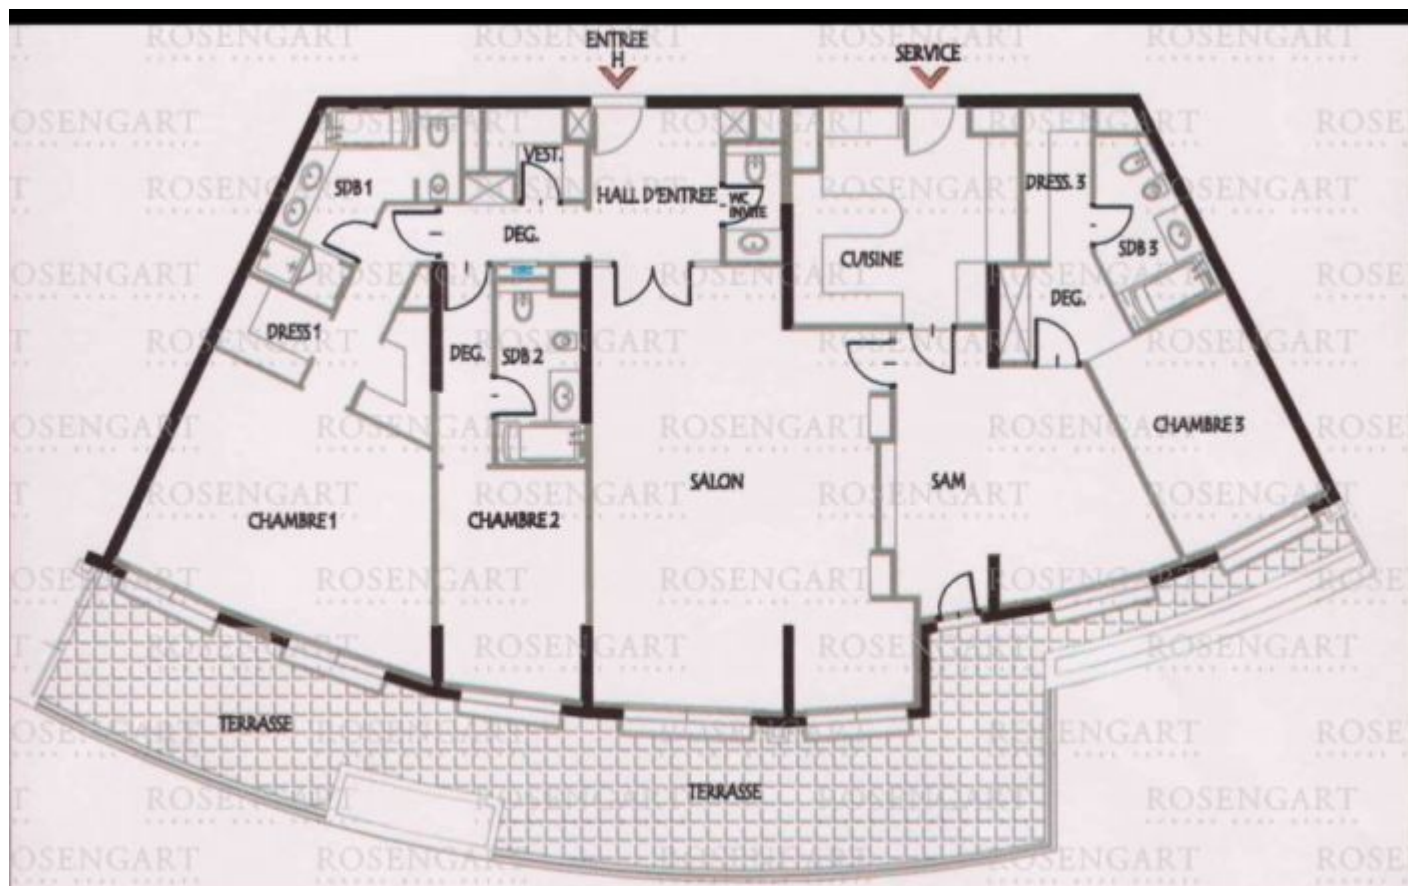 ROSENGART
ENTREE
H
SERVICE
VEST.
SDB 1
HALL D'ENTREE
WC
INVITE
DRESS. 3
DEG.
CUISINE
SDB 3
DEG.
DRESS 1
DEG.
SDB 2
CHAMBRE 3
SALON
SAM
CHAMBRE 1
CHAMBRE 2
TERRASSE
TERRASSE